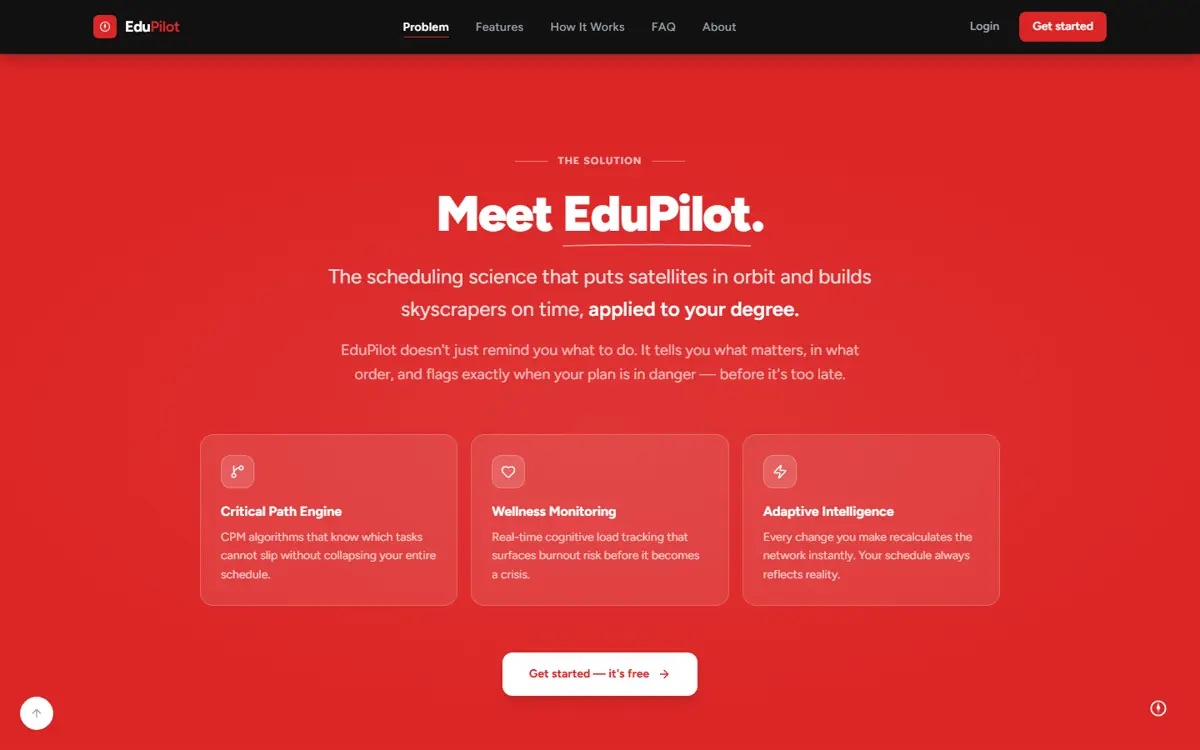 EduPilot
Problem
Features
How It Works
FAQ
About
Login
Get started
THE SOLUTION
Meet EduPilot.
The scheduling science that puts satellites in orbit and builds
skyscrapers on time, applied to your degree.
EduPilot doesn't just remind you what to do. It tells you what matters, in what
order, and flags exactly when your plan is in danger — before it's too late.
Critical Path Engine
CPM algorithms that know which tasks
cannot slip without collapsing your entire
schedule.
Wellness Monitoring
Real-time cognitive load tracking that
surfaces burnout risk before it becomes
a crisis.
Adaptive Intelligence
Every change you make recalculates the
network instantly. Your schedule always
reflects reality.
Get started — it's free →